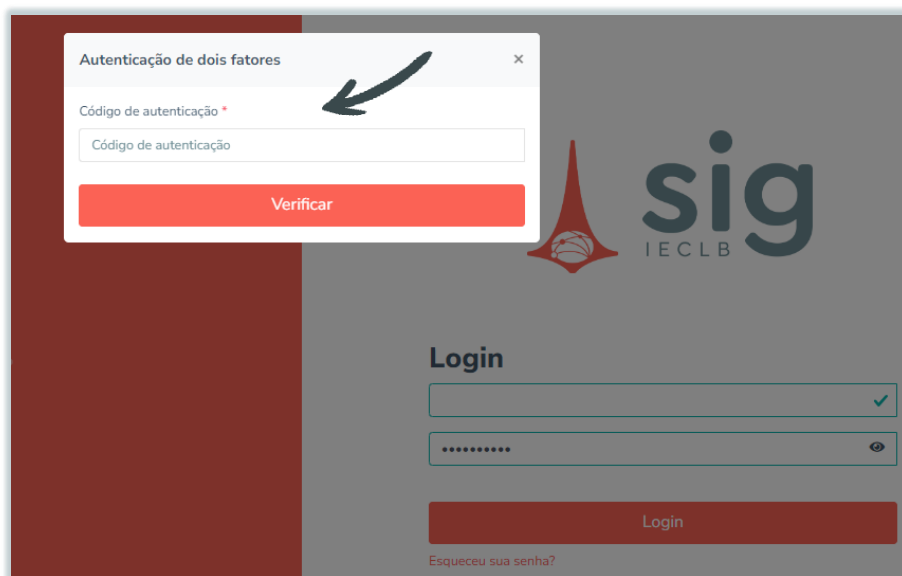 Autenticação de dois fatores ×
Código de autenticação *
Código de autenticação
Verificar
sig
IECLB
Login
••••••••••
Login
Esqueceu sua senha?